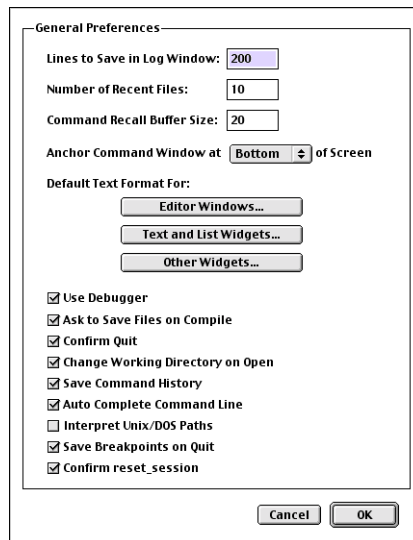 General Preferences
Lines to Save in Log Window: 200
Number of Recent Files: 10
Command Recall Buffer Size: 20
Anchor Command Window at Bottom of Screen
Default Text Format For:
Editor Windows...
Text and List Widgets...
Other Widgets...
Use Debugger
Ask to Save Files on Compile
Confirm Quit
Change Working Directory on Open
Save Command History
Auto Complete Command Line
Interpret Unix/DOS Paths
Save Breakpoints on Quit
Confirm reset_session
Cancel OK